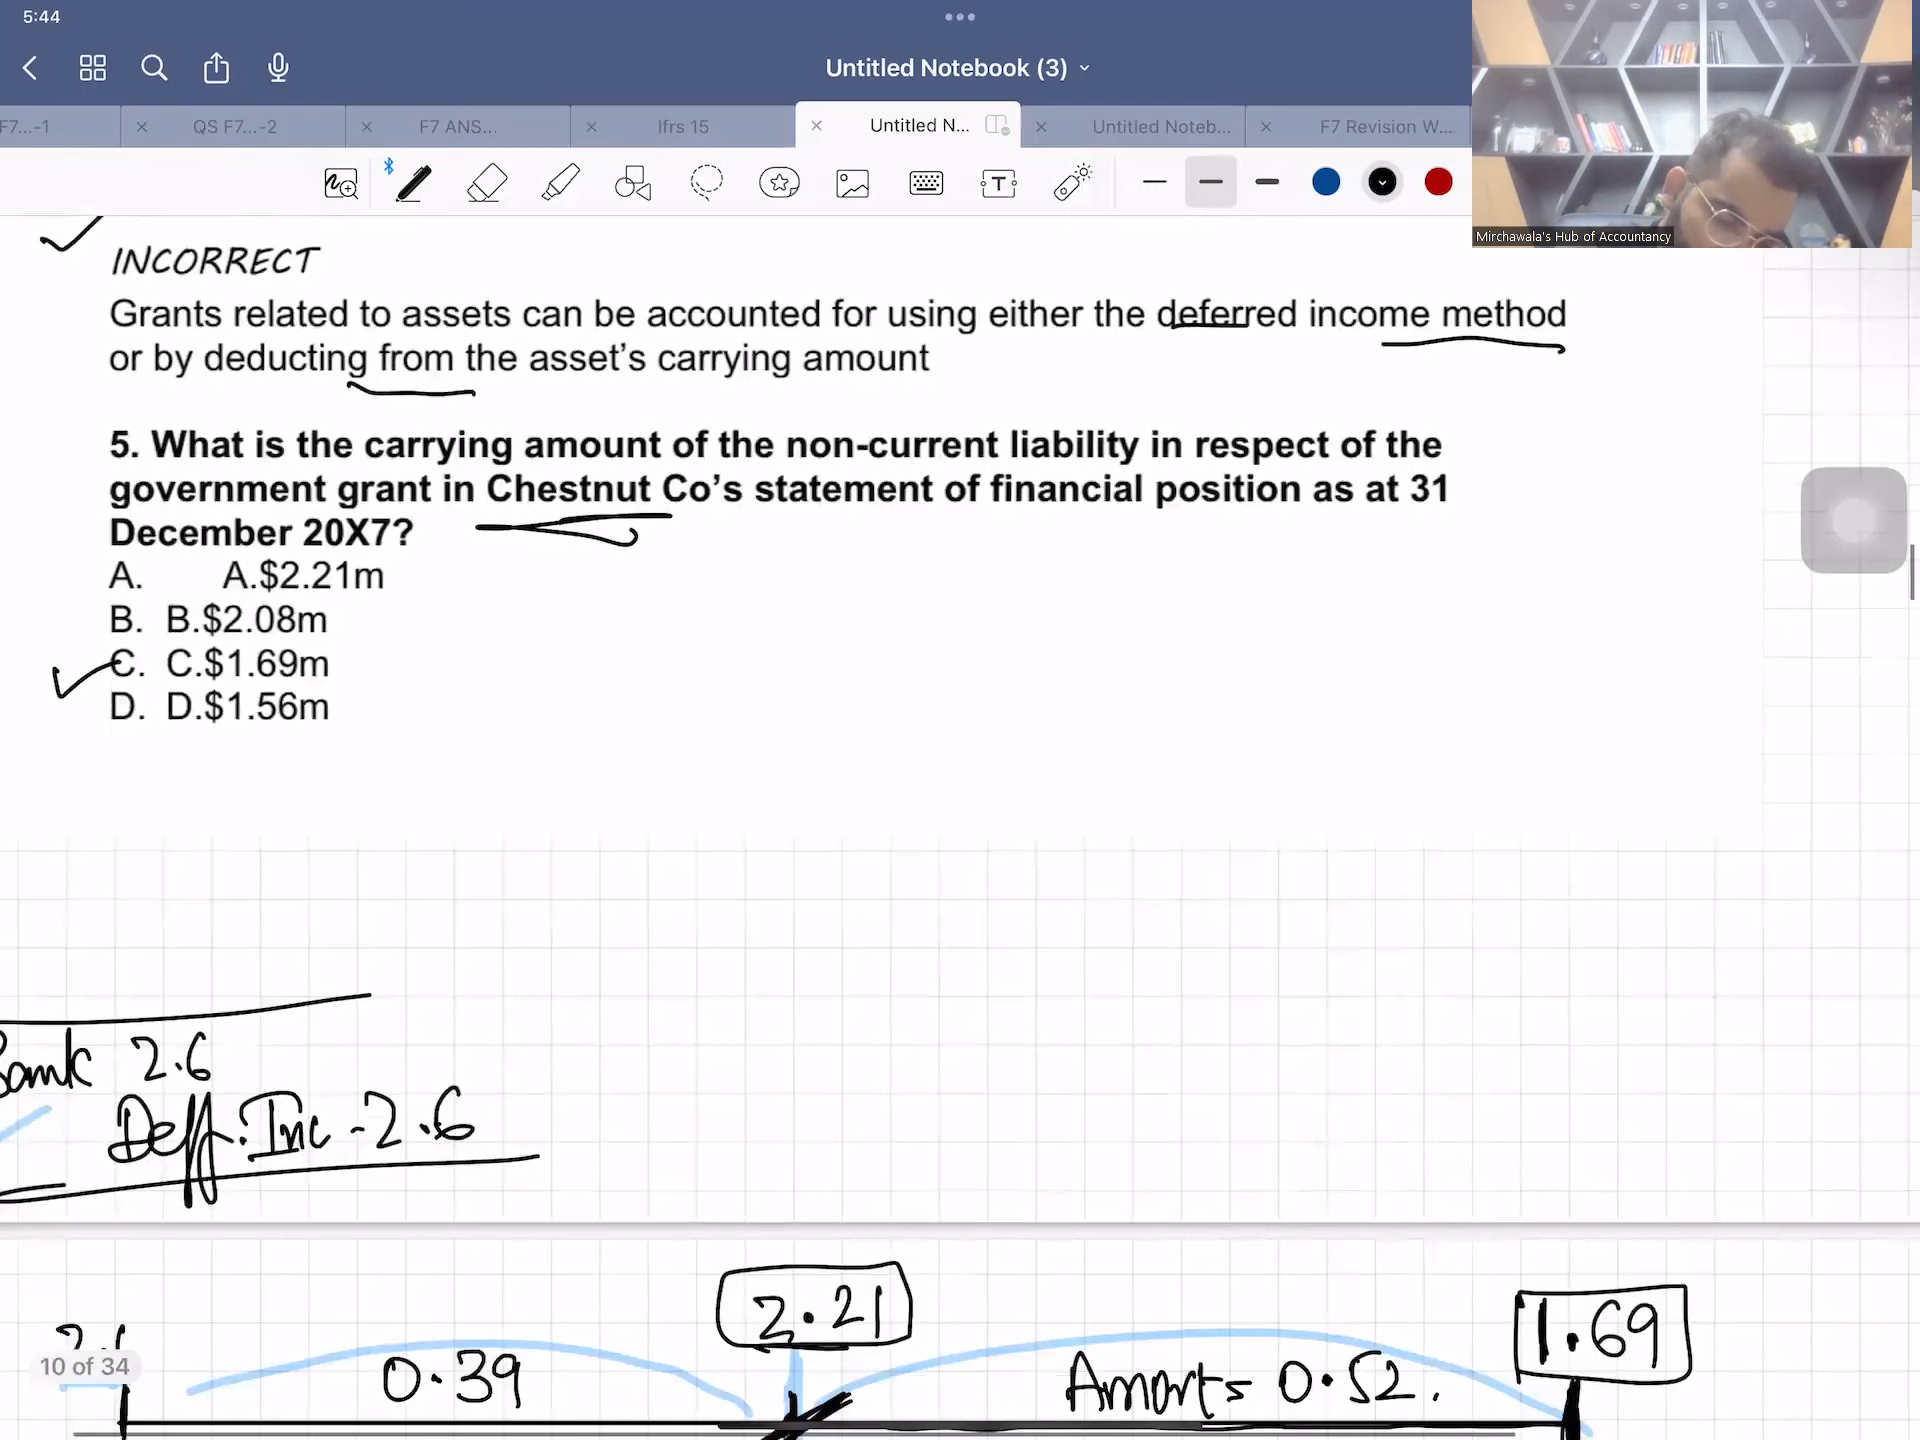 5:44
Untitled Notebook (3)
F7...-1
QS F7...-2
F7 ANS...
Ifrs 15
Untitled N...
Untitled Noteb...
F7 Revision W...
Mirchawala's Hub of Accountancy
INCORRECT
Grants related to assets can be accounted for using either the deferred income method
or by deducting from the asset's carrying amount
5. What is the carrying amount of the non-current liability in respect of the
government grant in Chestnut Co's statement of financial position as at 31
December 20X7?
A. A.$2.21m
B. B.$2.08m
C. C.$1.69m
D. D.$1.56m
Bank 2.6
Deff. Inc - 2.6
2.21
1.69
10 of 34
0.39
Amort = 0.52.